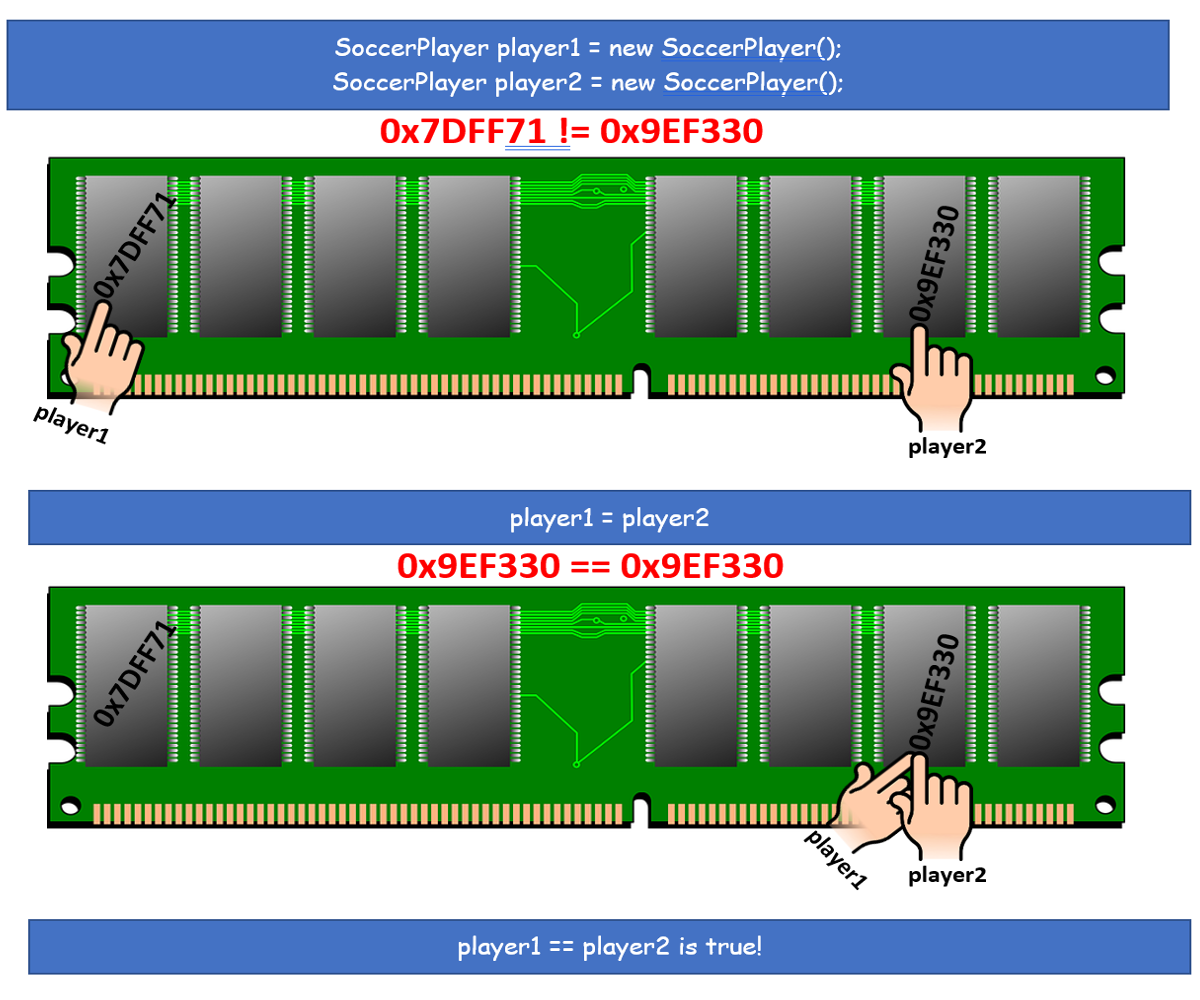 SoccerPlayer player1 = new SoccerPlayer();
SoccerPlayer player2 = new SoccerPlayer();
0x7DFF71 != 0x9EF330
0x7DFF71
0x9EF330
player1
player2
player1 = player2
0x9EF330 == 0x9EF330
0x7DFF71
0x9EF330
player1
player2
player1 == player2 is true!